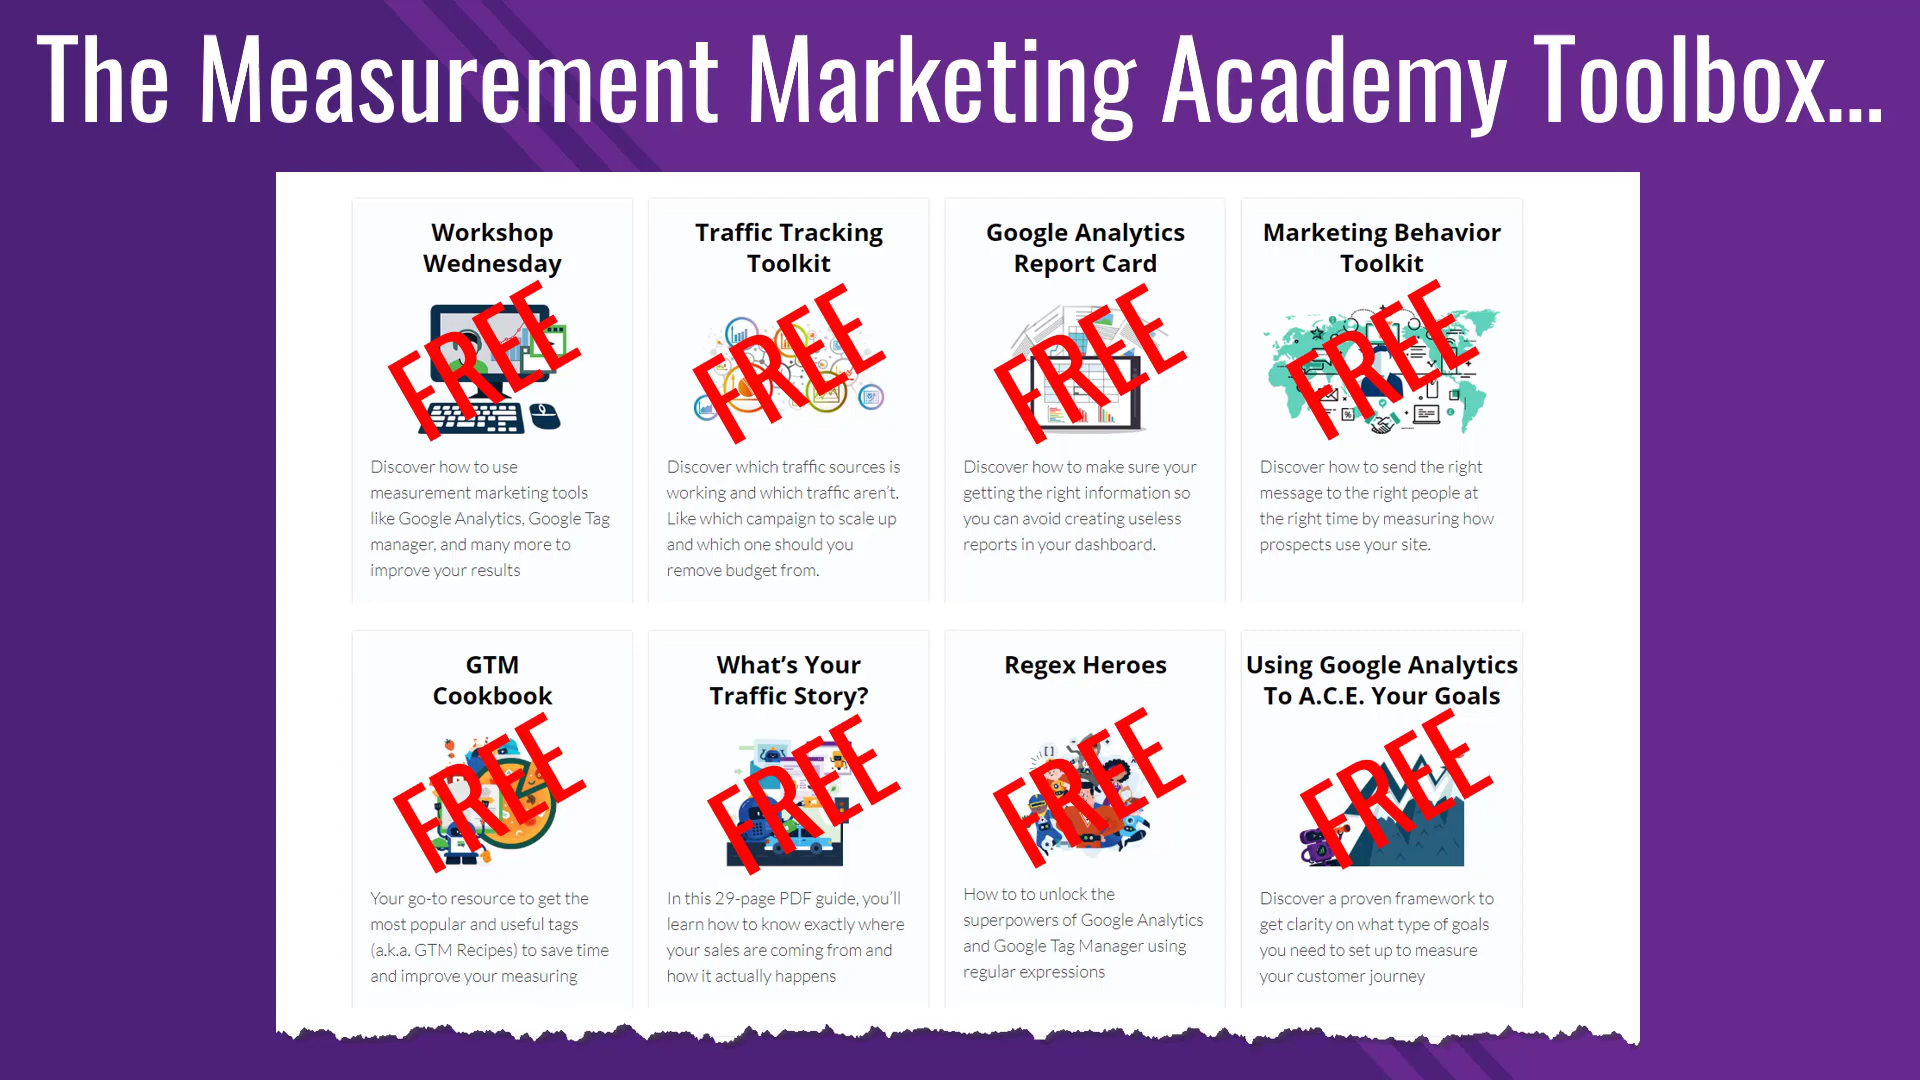 The Measurement Marketing Academy Toolbox...
Workshop
Wednesday
FREE
Discover how to use
measurement marketing tools
like Google Analytics, Google Tag
manager, and many more to
improve your results
Traffic Tracking
Toolkit
FREE
Discover which traffic sources is
working and which traffic aren’t.
Like which campaign to scale up
and which one should you
remove budget from.
Google Analytics
Report Card
FREE
Discover how to make sure your
getting the right information so
you can avoid creating useless
reports in your dashboard.
Marketing Behavior
Toolkit
FREE
Discover how to send the right
message to the right people at
the right time by measuring how
prospects use your site.
GTM
Cookbook
FREE
Your go-to resource to get the
most popular and useful tags
(a.k.a. GTM Recipes) to save time
and improve your measuring
What’s Your
Traffic Story?
FREE
In this 29-page PDF guide, you’ll
learn how to know exactly where
your sales are coming from and
how it actually happens
Regex Heroes
FREE
How to to unlock the
superpowers of Google Analytics
and Google Tag Manager using
regular expressions
Using Google Analytics
To A.C.E. Your Goals
FREE
Discover a proven framework to
get clarity on what type of goals
you need to set up to measure
your customer journey